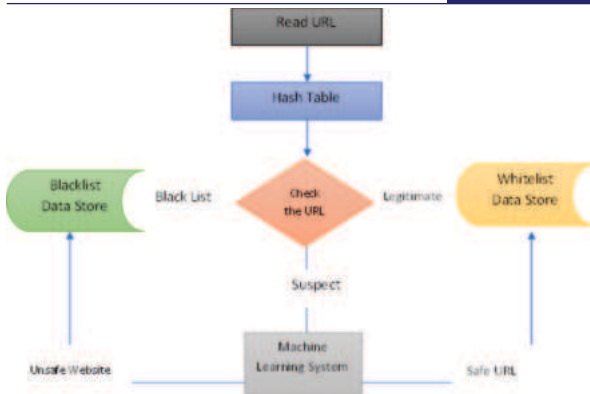 Read URL
Hash Table
Blacklist
Data Store
Black List
Check
the URL
Legitimate
Whitelist
Data Store
Suspect
Machine
Learning System
Unsafe Website
Safe URL